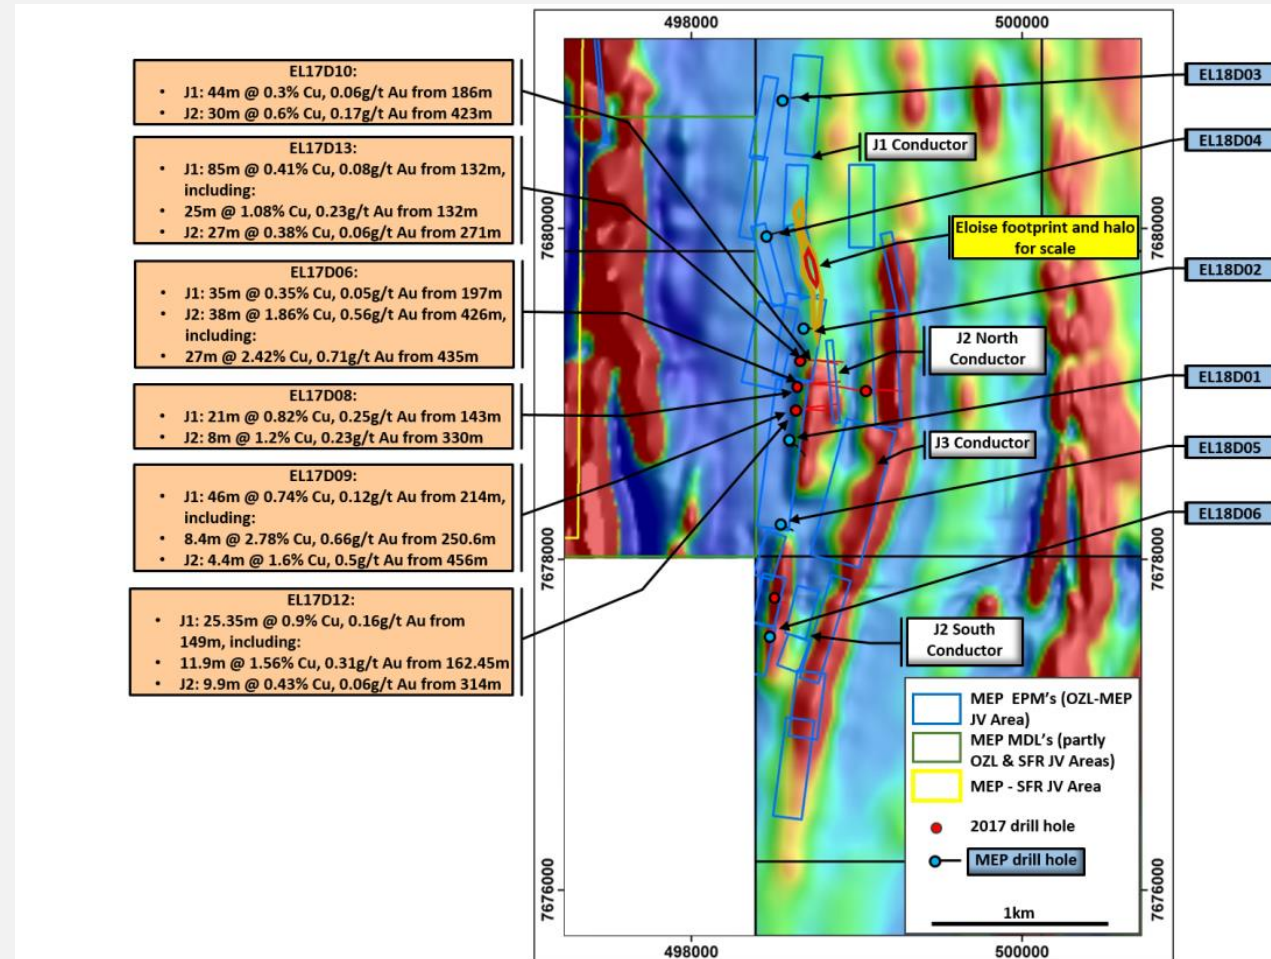 498000
500000
EL17D10:
• J1: 44m @ 0.3% Cu, 0.06g/t Au from 186m
• J2: 30m @ 0.6% Cu, 0.17g/t Au from 423m
EL17D13:
• J1: 85m @ 0.41% Cu, 0.08g/t Au from 132m,
including:
• 25m @ 1.08% Cu, 0.23g/t Au from 132m
• J2: 27m @ 0.38% Cu, 0.06g/t Au from 271m
EL17D06:
• J1: 35m @ 0.35% Cu, 0.05g/t Au from 197m
• J2: 38m @ 1.86% Cu, 0.56g/t Au from 426m,
including:
• 27m @ 2.42% Cu, 0.71g/t Au from 435m
EL17D08:
• J1: 21m @ 0.82% Cu, 0.25g/t Au from 143m
• J2: 8m @ 1.2% Cu, 0.23g/t Au from 330m
EL17D09:
• J1: 46m @ 0.74% Cu, 0.12g/t Au from 214m,
including:
• 8.4m @ 2.78% Cu, 0.66g/t Au from 250.6m
• J2: 4.4m @ 1.6% Cu, 0.5g/t Au from 456m
EL17D12:
• J1: 25.35m @ 0.9% Cu, 0.16g/t Au from
149m, including:
• 11.9m @ 1.56% Cu, 0.31g/t Au from 162.45m
• J2: 9.9m @ 0.43% Cu, 0.06g/t Au from 314m
7680000
7678000
7676000
J1 Conductor
Eloise footprint and halo
for scale
J2 North
Conductor
J3 Conductor
J2 South
Conductor
EL18D03
EL18D04
EL18D02
EL18D01
EL18D05
EL18D06
7680000
7678000
7676000
MEP EPM's (OZL-MEP
JV Area)
MEP MDL's (partly
OZL & SFR JV Areas)
MEP - SFR JV Area
2017 drill hole
MEP drill hole
1km
498000
500000